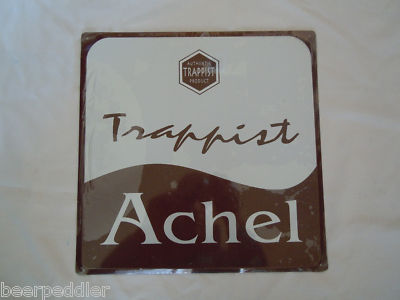 AUTHENTIC
TRAPPIST
PRODUCT
Trappist
Achel
beerpeddler